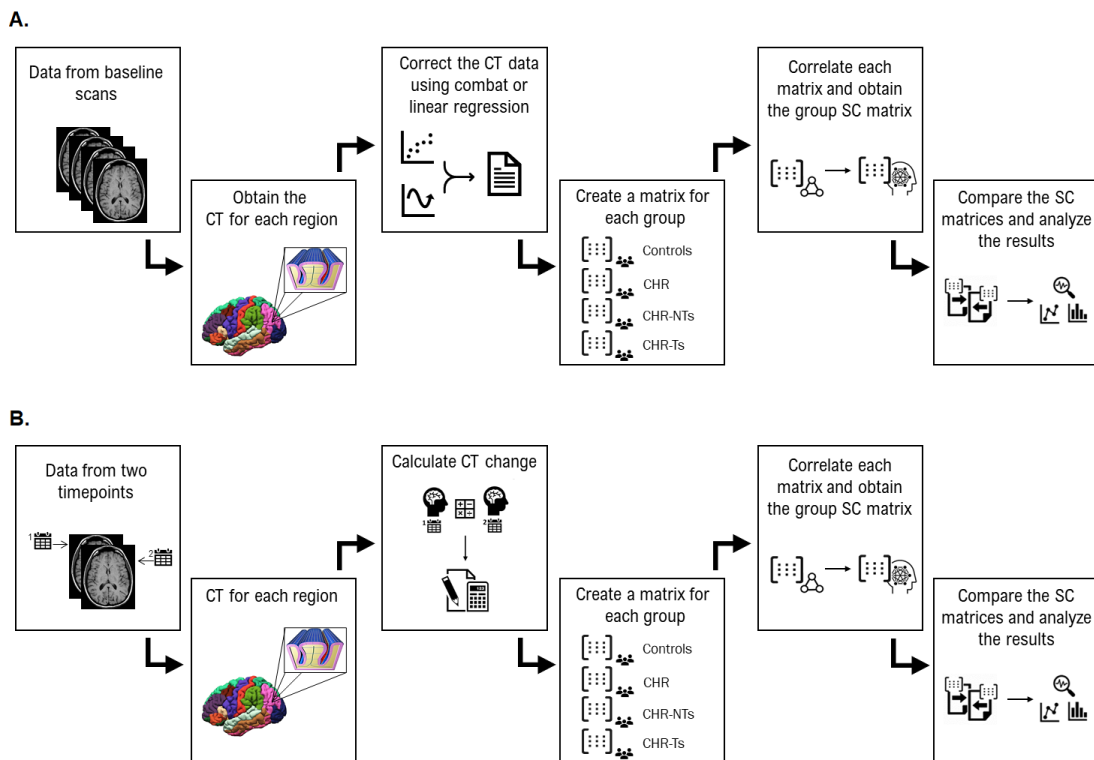 A.
Data from baseline
scans
Obtain the
CT for each region
Correct the CT data
using combat or
linear regression
Create a matrix for
each group
Controls
CHR
CHR-NTs
CHR-Ts
Correlate each
matrix and obtain
the group SC matrix
Compare the SC
matrices and analyze
the results
B.
Data from two
timepoints
1
2
CT for each region
Calculate CT change
1
2
Create a matrix for
each group
Controls
CHR
CHR-NTs
CHR-Ts
Correlate each
matrix and obtain
the group SC matrix
Compare the SC
matrices and analyze
the results